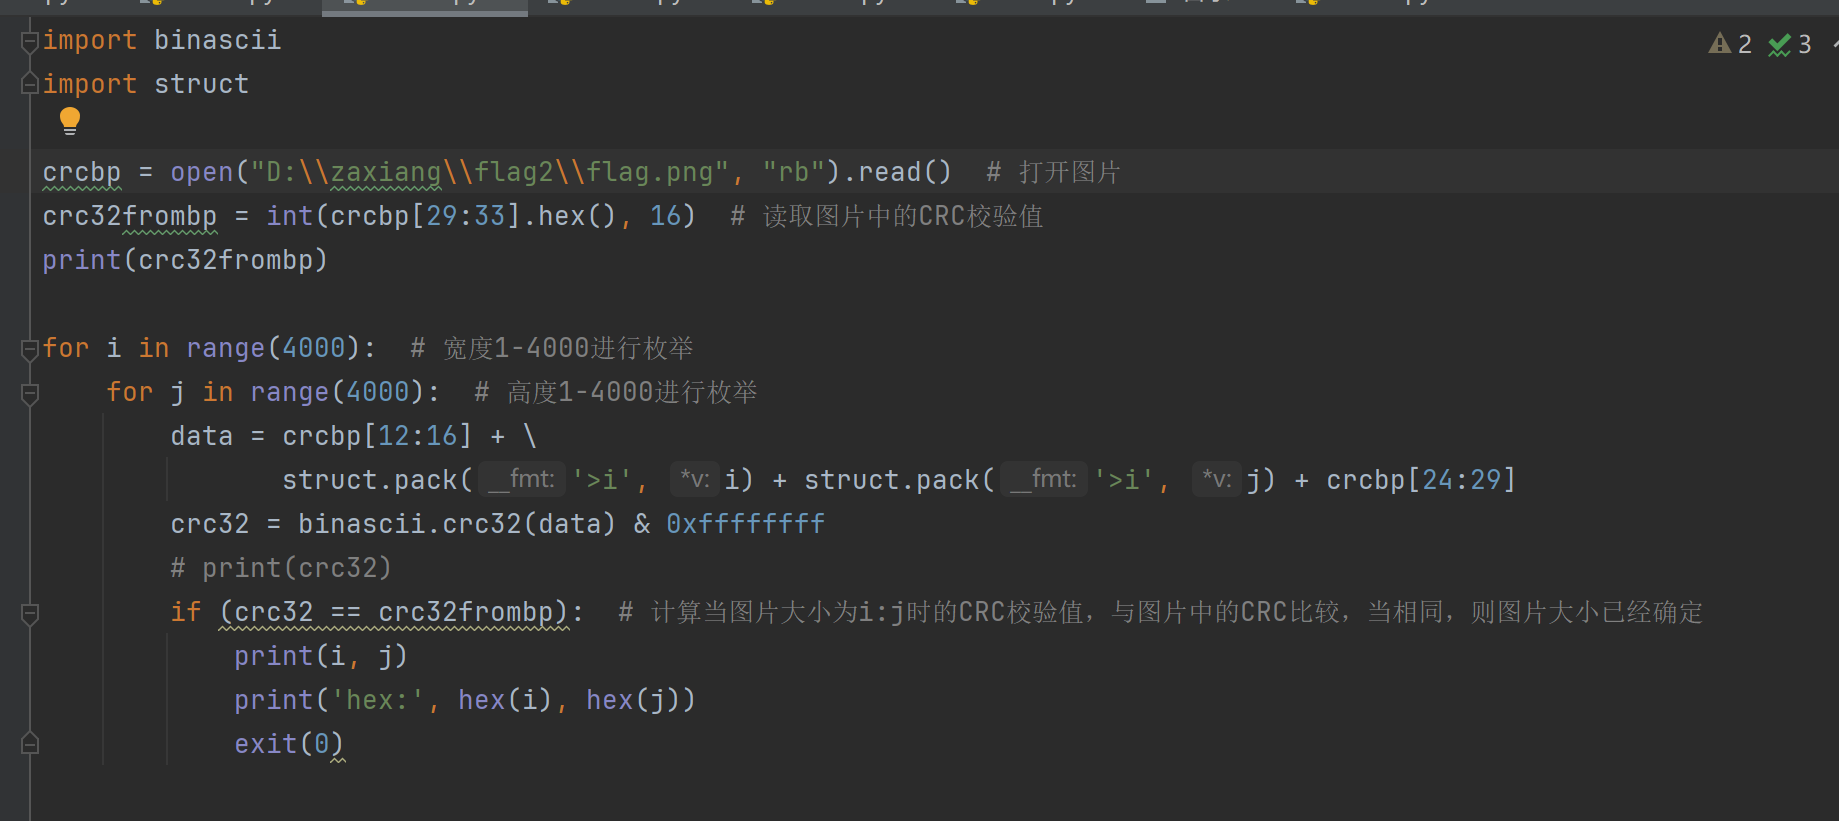 import binascii
2 3
import struct
crcbp = open("D:\\zaxiang\\flag2\\flag.png", "rb").read()  # 打开图片
crc32frombp = int(crcbp[29:33].hex(), 16)  # 读取图片中的CRC校验值
print(crc32frombp)
for i in range(4000):  # 宽度1-4000进行枚举
    for j in range(4000):  # 高度1-4000进行枚举
        data = crcbp[12:16] + \
               struct.pack( __fmt: '>i', *v: i) + struct.pack( __fmt: '>i', *v: j) + crcbp[24:29]
        crc32 = binascii.crc32(data) & 0xffffffff
        # print(crc32)
        if (crc32 == crc32frombp):  # 计算当图片大小为i:j时的CRC校验值，与图片中的CRC比较，当相同，则图片大小已经确定
            print(i, j)
            print('hex:', hex(i), hex(j))
            exit(0)